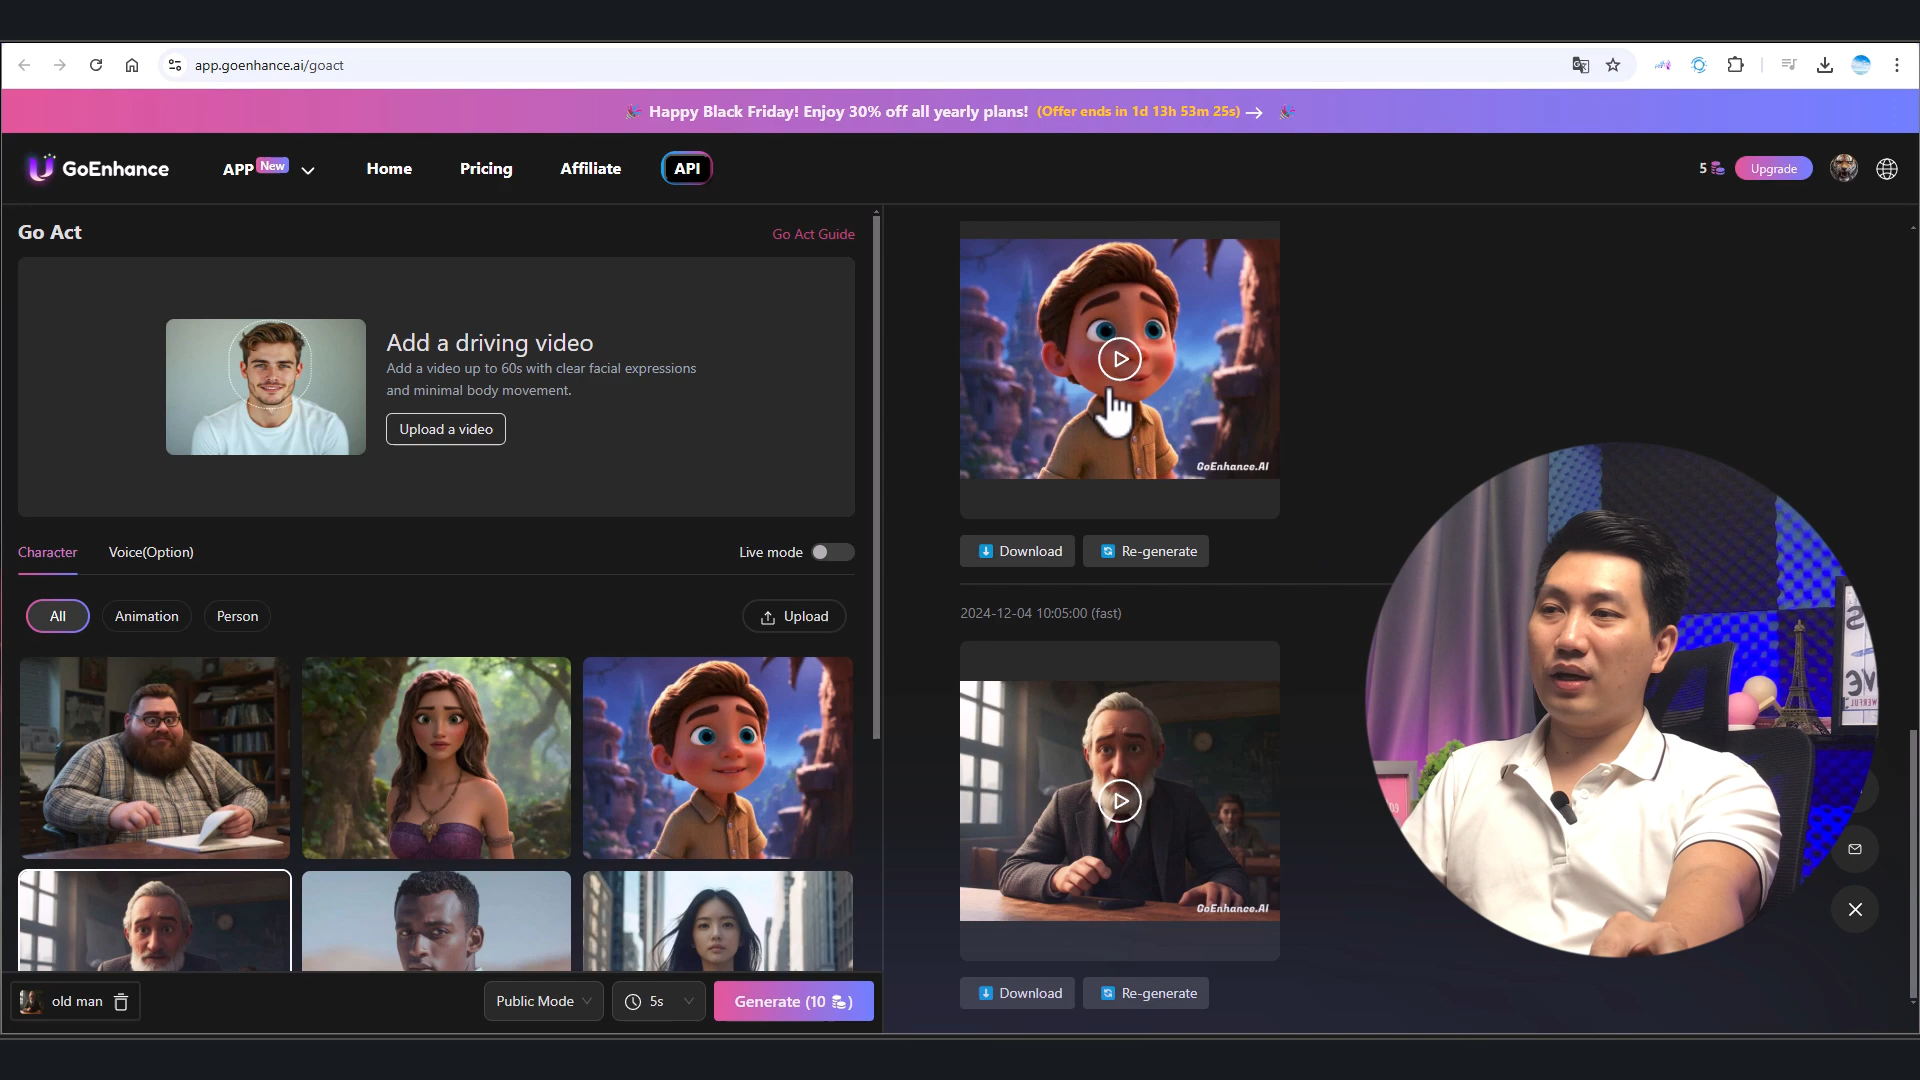 app.goenhance.ai/goact
Happy Black Friday! Enjoy 30% off all yearly plans! (Offer ends in 1d 13h 53m 25s) →
GoEnhance
APP New
Home
Pricing
Affiliate
API
5
Upgrade
Go Act
Go Act Guide
Add a driving video
Add a video up to 60s with clear facial expressions
and minimal body movement.
Upload a video
Character
Voice(Option)
Live mode
All
Animation
Person
Upload
old man
Public Mode
5s
Generate (10 )
GoEnhance.AI
Download
Re-generate
2024-12-04 10:05:00 (fast)
GoEnhance.AI
Download
Re-generate